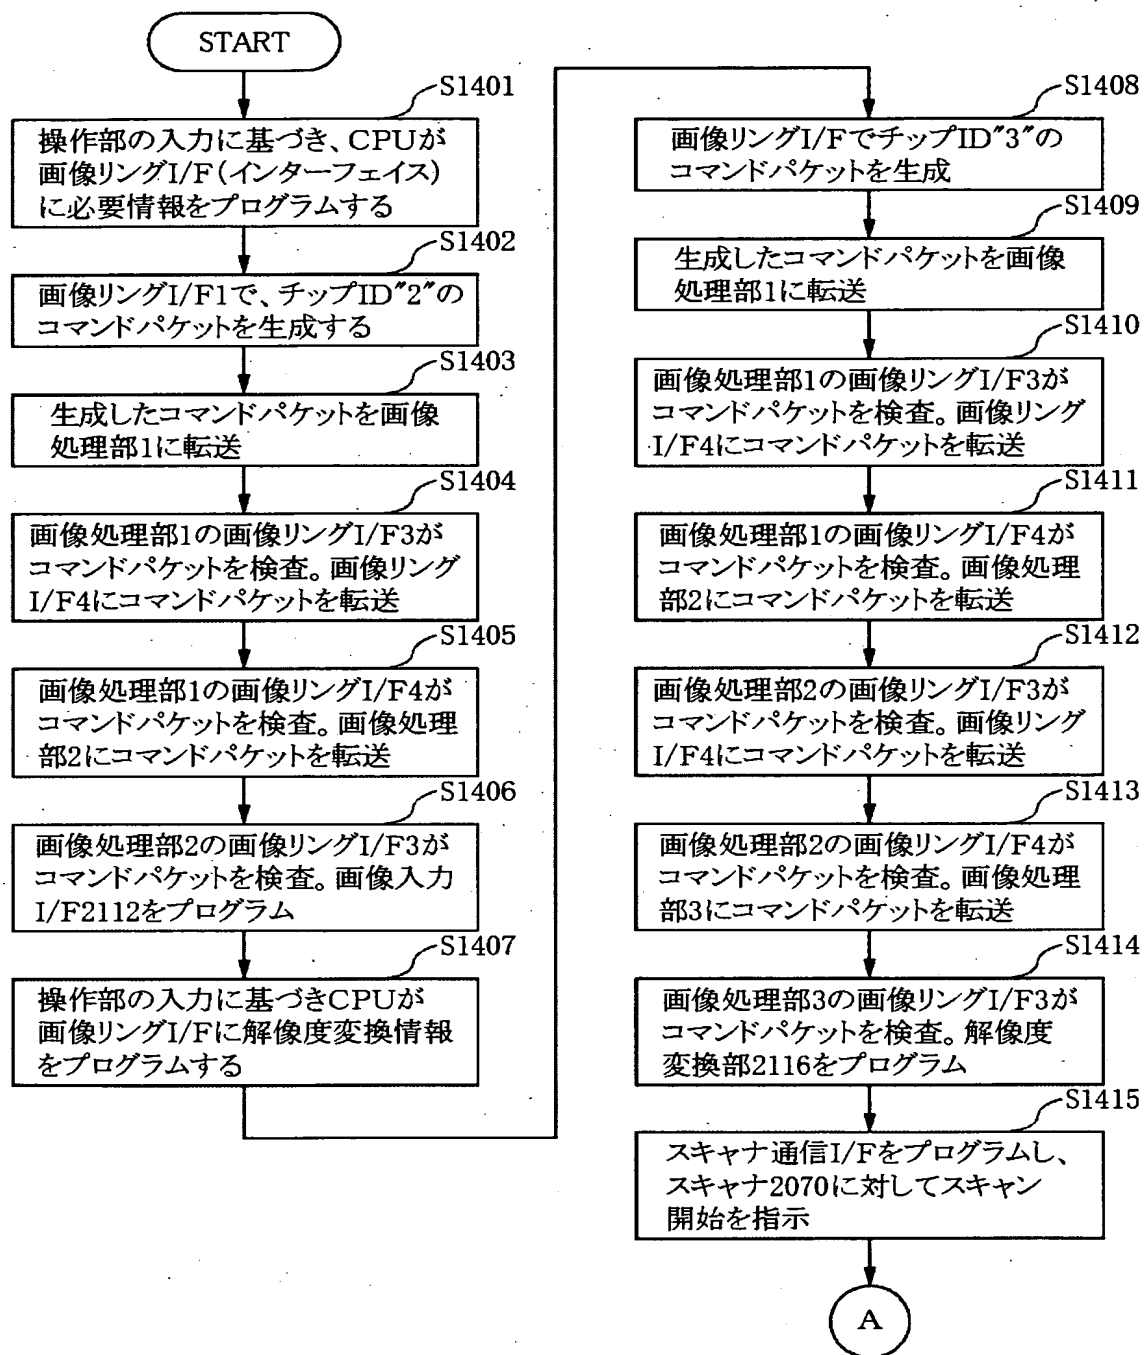 START
S1401
操作部の入力に基づき、CPUが
画像リングI/F(インターフェイス)
に必要情報をプログラムする
S1402
画像リングI/F1で、チップID"2"の
コマンドパケットを生成する
S1403
生成したコマンドパケットを画像
処理部1に転送
S1404
画像処理部1の画像リングI/F3が
コマンドパケットを検査。画像リング
I/F4にコマンドパケットを転送
S1405
画像処理部1の画像リングI/F4が
コマンドパケットを検査。画像処理
部2にコマンドパケットを転送
S1406
画像処理部2の画像リングI/F3が
コマンドパケットを検査。画像入力
I/F2112をプログラム
S1407
操作部の入力に基づきCPUが
画像リングI/Fに解像度変換情報
をプログラムする
S1408
画像リングI/FでチップID"3"の
コマンドパケットを生成
S1409
生成したコマンドパケットを画像
処理部1に転送
S1410
画像処理部1の画像リングI/F3が
コマンドパケットを検査。画像リング
I/F4にコマンドパケットを転送
S1411
画像処理部1の画像リングI/F4が
コマンドパケットを検査。画像処理
部2にコマンドパケットを転送
S1412
画像処理部2の画像リングI/F3が
コマンドパケットを検査。画像リング
I/F4にコマンドパケットを転送
S1413
画像処理部2の画像リングI/F4が
コマンドパケットを検査。画像処理
部3にコマンドパケットを転送
S1414
画像処理部3の画像リングI/F3が
コマンドパケットを検査。解像度
変換部2116をプログラム
S1415
スキャナ通信I/Fをプログラムし、
スキャナ2070に対してスキャン
開始を指示
A